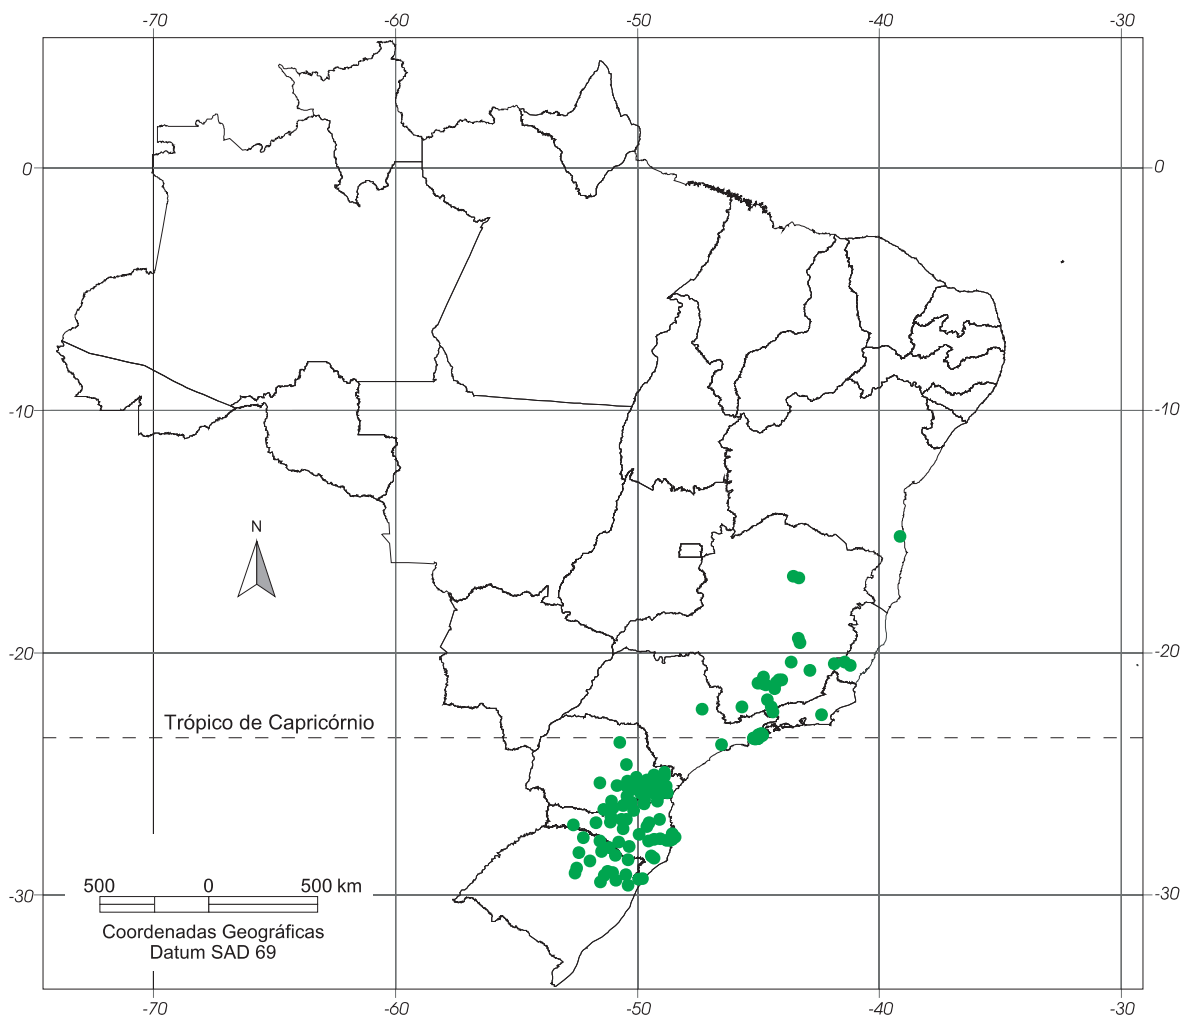 -70 -60 -50 -40 -30
0 0
-10 -10
N
-20 -20
Trópico de Capricórnio
500 0 500 km
-30 -30
Coordenadas Geográficas
Datum SAD 69
-70 -60 -50 -40 -30